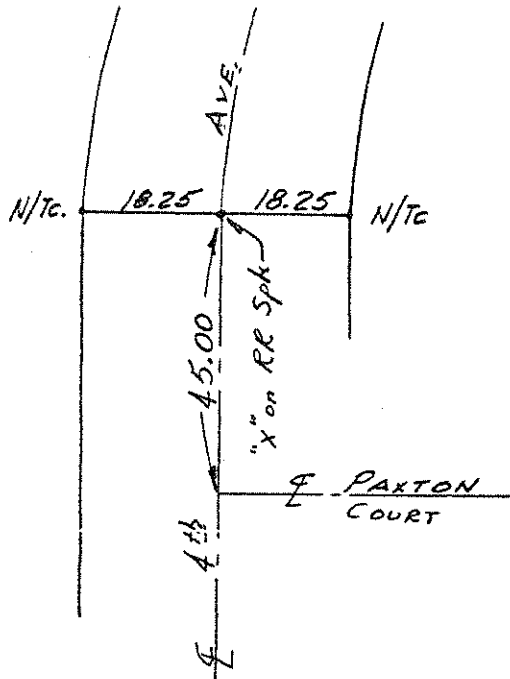 AVE.
N/Tc. 18.25 18.25 N/Tc
45.00
"X" on RR Spk
℄ PAXTON
COURT
℄ 4th